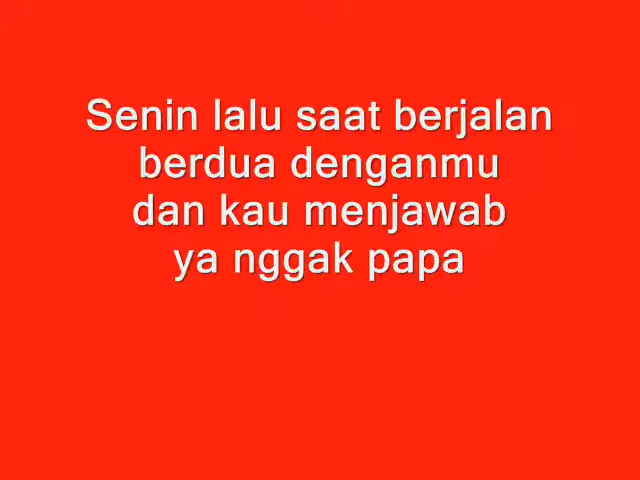 Senin lalu saat berjalan
berdua denganmu
dan kau menjawab
ya nggak papa